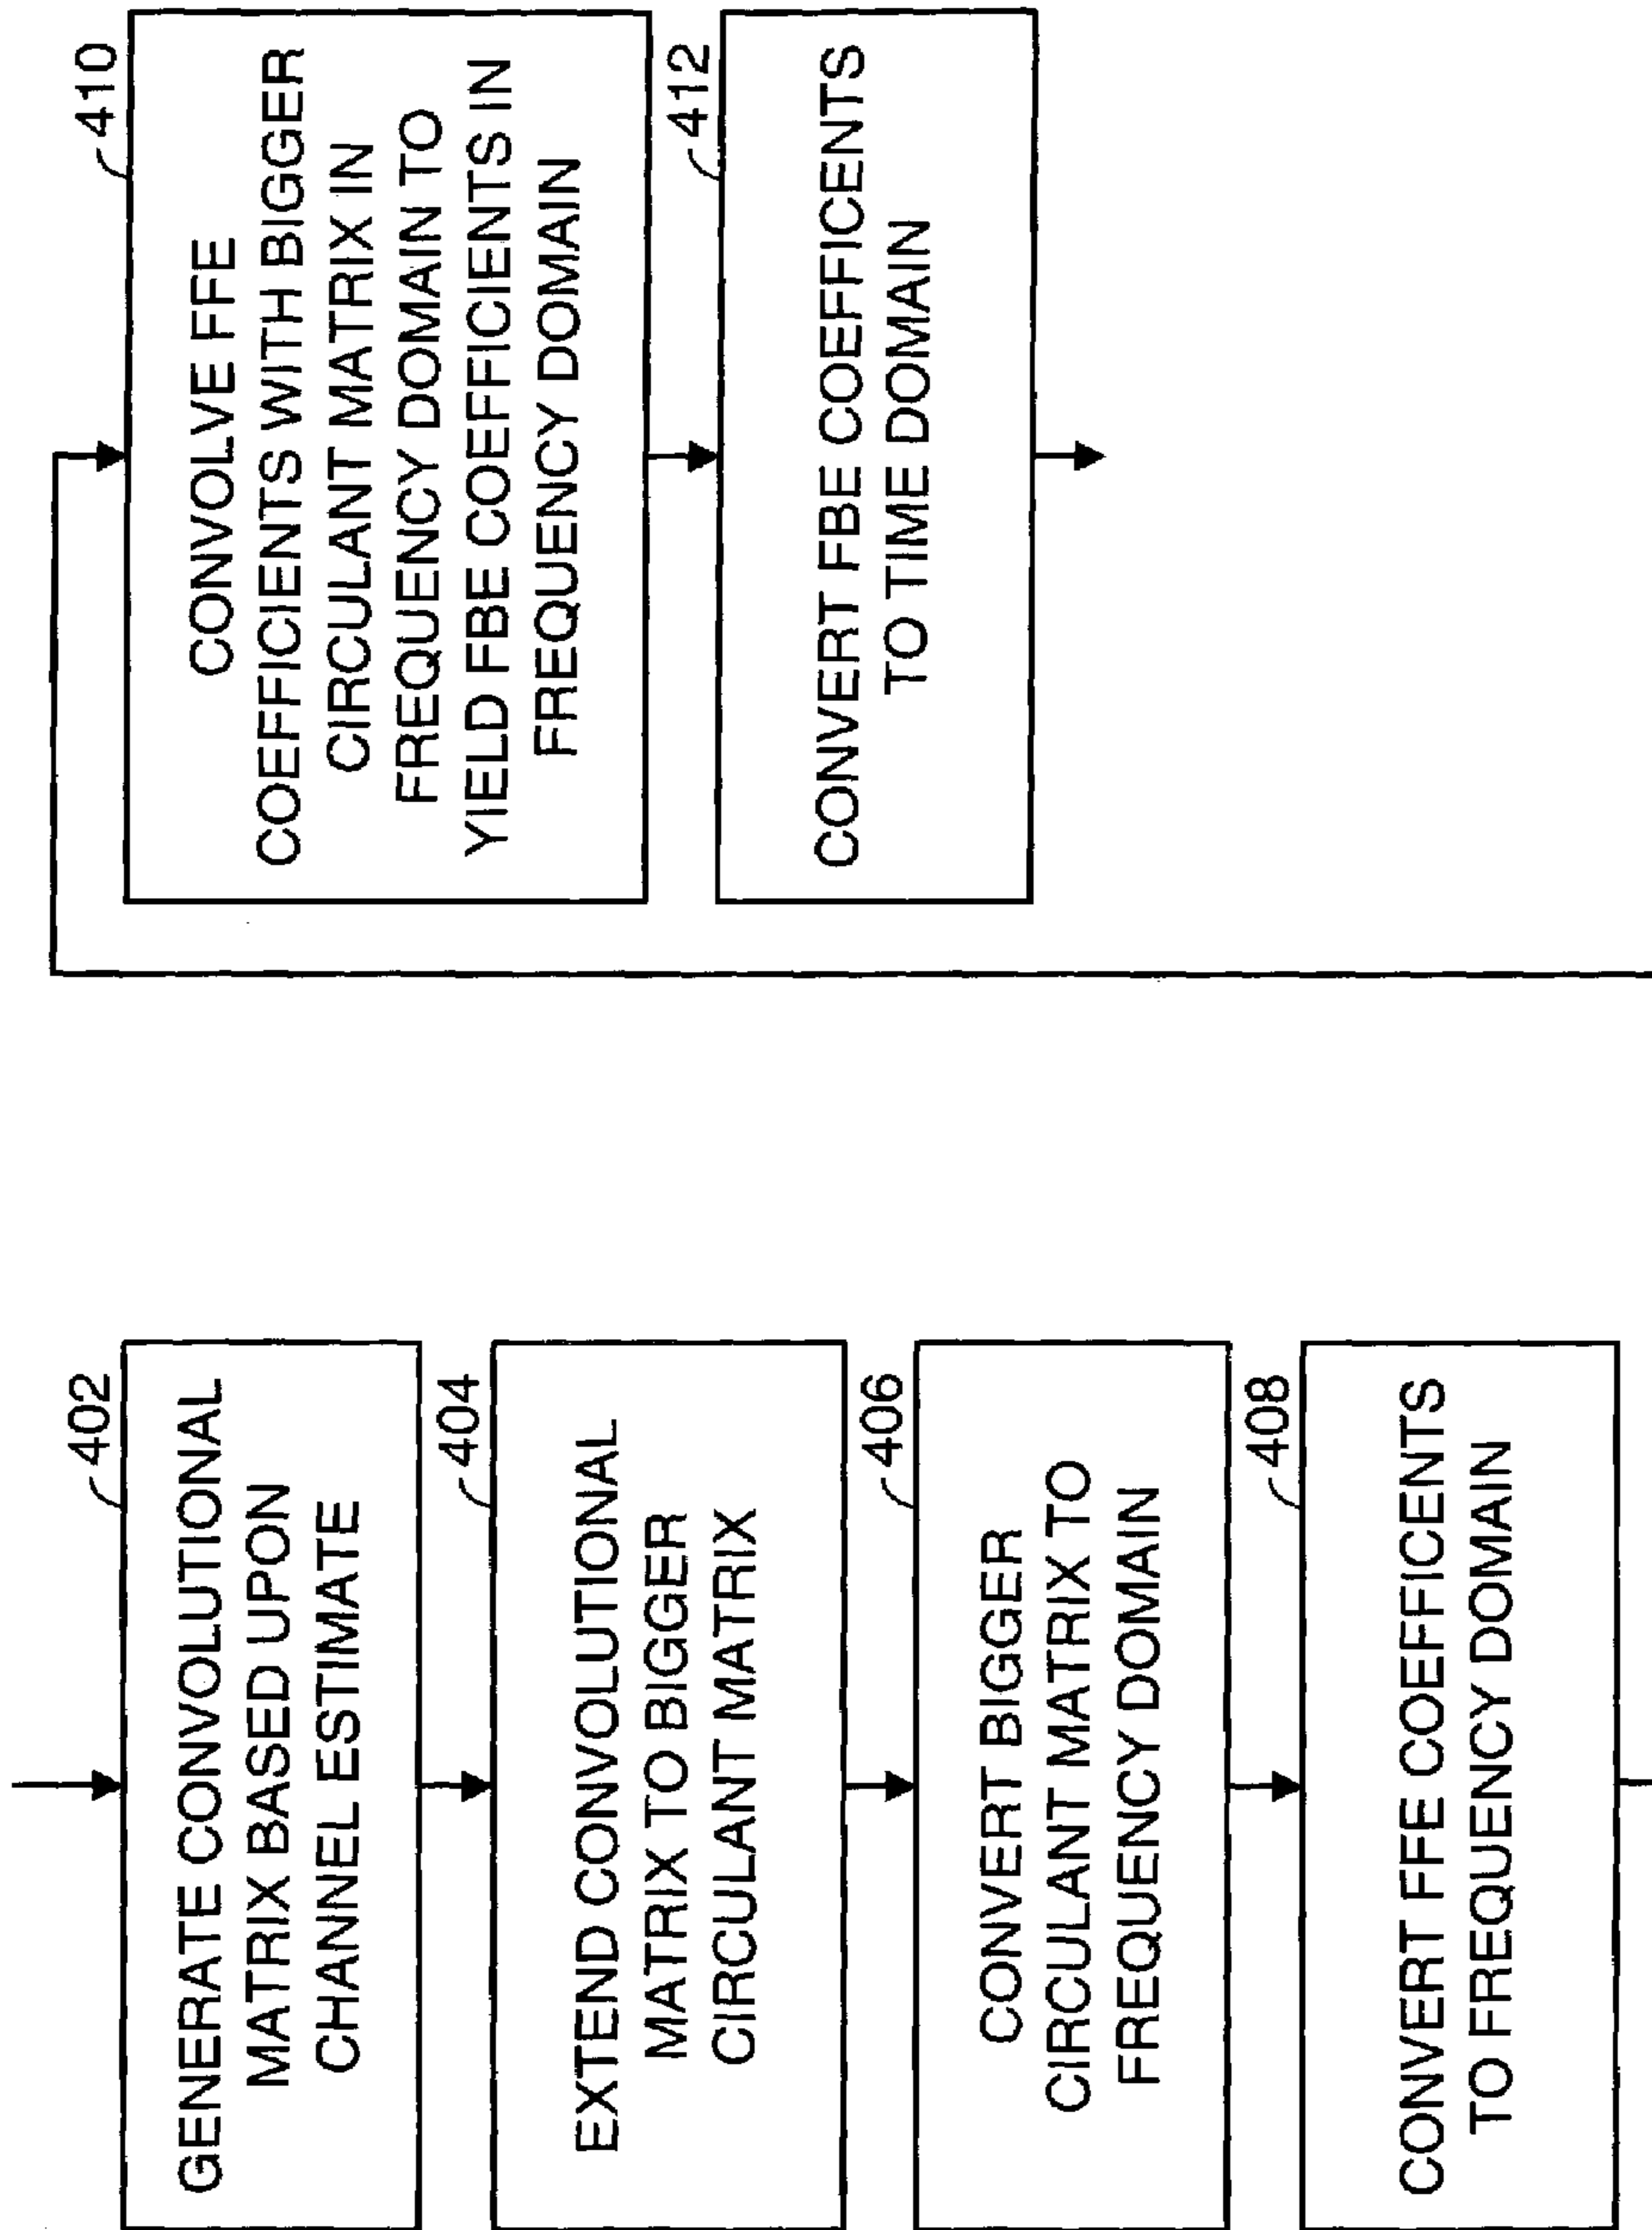 402
GENERATE CONVOLUTIONAL
MATRIX BASED UPON
CHANNEL ESTIMATE
404
EXTEND CONVOLUTIONAL
MATRIX TO BIGGER
CIRCULANT MATRIX
406
CONVERT BIGGER
CIRCULANT MATRIX TO
FREQUENCY DOMAIN
408
CONVERT FFE COEFFICENTS
TO FREQUENCY DOMAIN
410
CONVOLVE FFE
COEFFICIENTS WITH BIGGER
CIRCULANT MATRIX IN
FREQUENCY DOMAIN TO
YIELD FBE COEFFICIENTS IN
FREQUENCY DOMAIN
412
CONVERT FBE COEFFICENTS
TO TIME DOMAIN